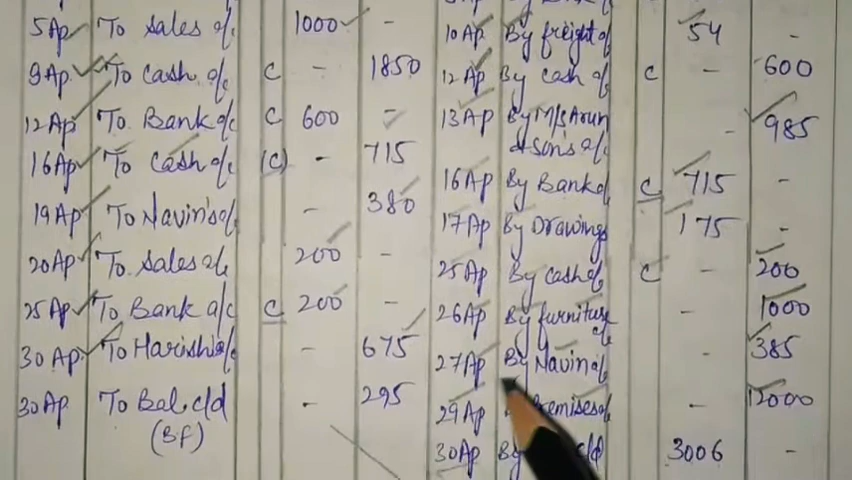 5Ap To Sales a/c 1000 -
9Ap To Cash a/c C - 1850
12Ap To Bank a/c C 600 -
16Ap To Cash a/c (C) - 715
19Ap To Navin's a/c - 380
20Ap To Sales a/c 200 -
25Ap To Bank a/c C 200 -
30Ap To Harish a/c - 675
30Ap To Bal c/d - 295
(BF)
10Ap By freight a/c 54 -
12Ap By Cash a/c C - 600
13Ap By M/s Arun - 985
& Son's a/c
16Ap By Bank a/c C 715 -
17Ap By Drawings 175 -
25Ap By cash a/c C - 200
26Ap By furniture a/c 1000
27Ap By Navin a/c - 385
29Ap Premises a/c - 12000
30Ap By c/d 3006 -